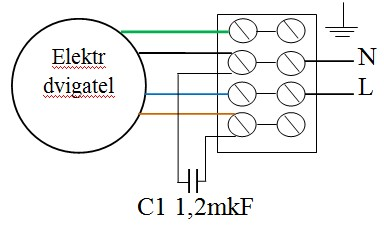 Elektr
dvigatel
N
L
C1 1,2mkF